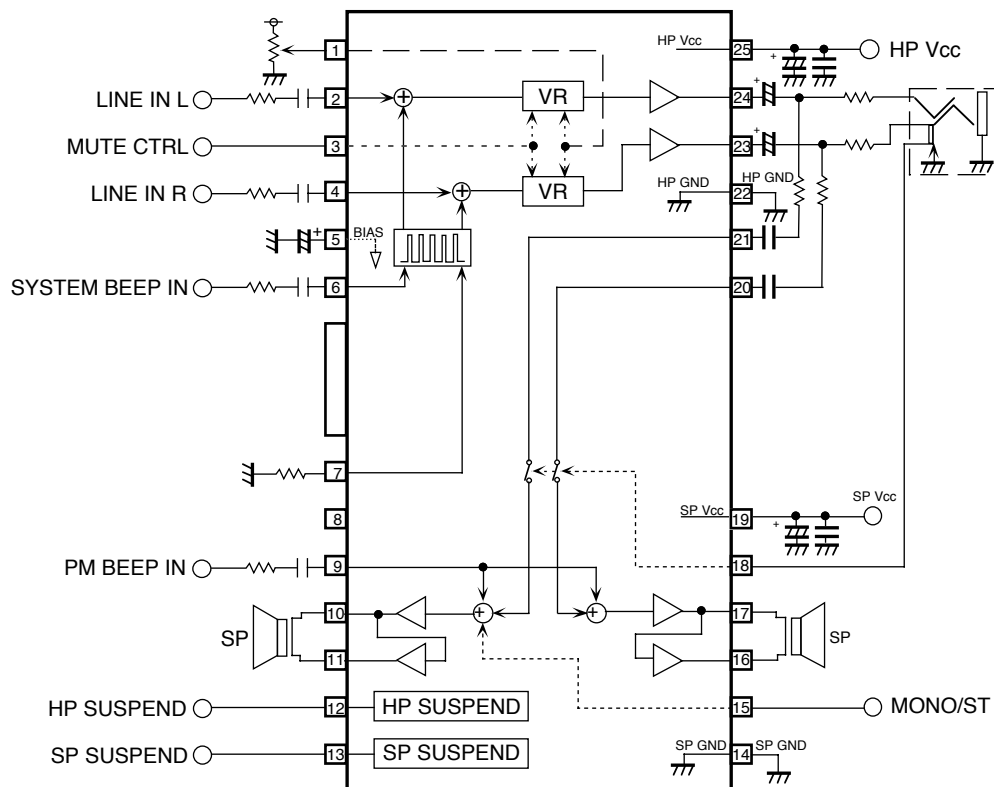 HP Vcc
1
25
HP Vcc
+
LINE IN L
2
+
VR
24
+
MUTE CTRL
3
23
+
LINE IN R
4
+
VR
HP GND
22
HP GND
+
5
BIAS
21
SYSTEM BEEP IN
6
20
7
8
SP Vcc
19
+
SP Vcc
PM BEEP IN
9
18
SP
10
+
+
17
SP
11
16
HP SUSPEND
12
HP SUSPEND
15
MONO/ST
SP SUSPEND
13
SP SUSPEND
SP GND
14
SP GND